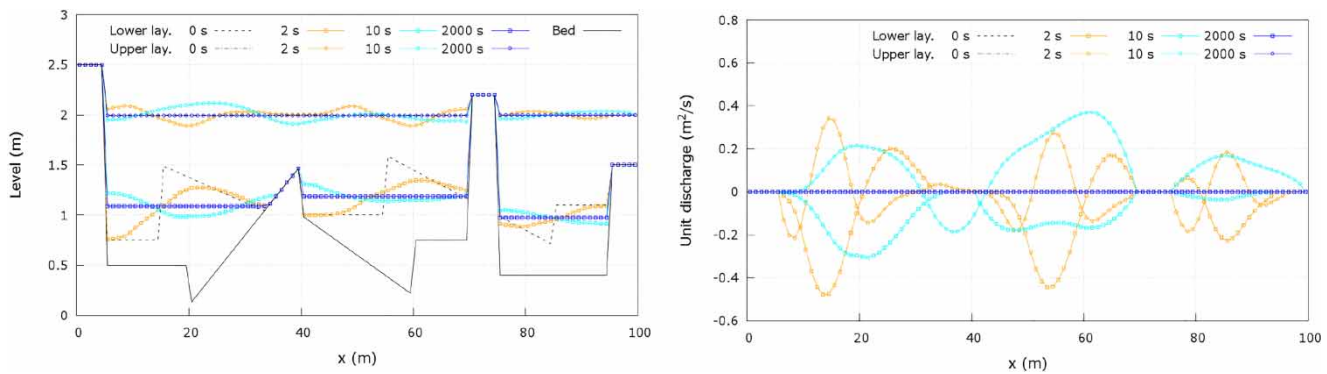 Lower lay. 0 s 2 s 10 s 2000 s Bed
Upper lay. 0 s 2 s 10 s 2000 s
3
2.5
2
1.5
1
0.5
0
Level (m)
0 20 40 60 80 100
x (m)
Lower lay. 0 s 2 s 10 s 2000 s
Upper lay. 0 s 2 s 10 s 2000 s
0.8
0.6
0.4
0.2
0
-0.2
-0.4
-0.6
Unit discharge (m²/s)
0 20 40 60 80 100
x (m)